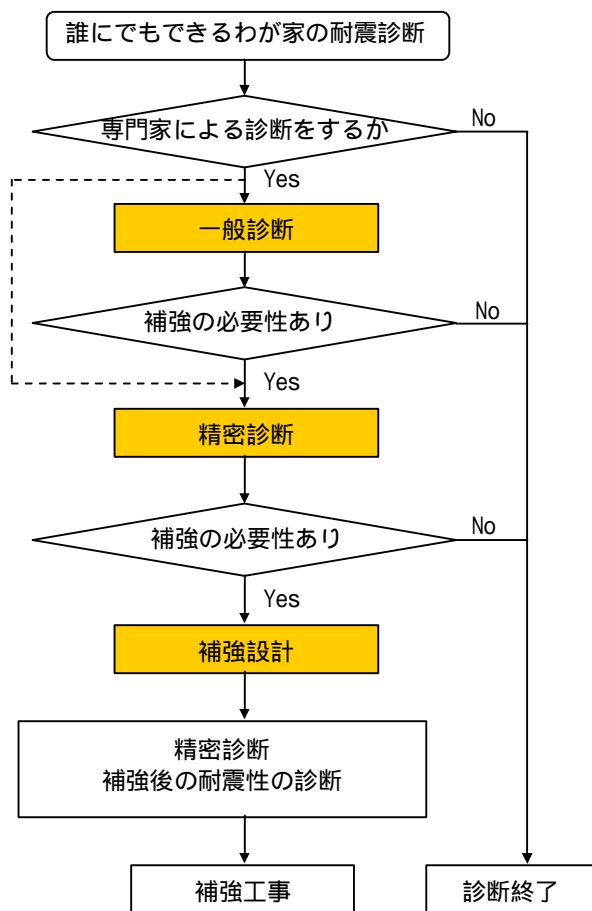 誰にでもできるわが家の耐震診断
専門家による診断をするか
No
Yes
一般診断
補強の必要性あり
No
Yes
精密診断
補強の必要性あり
No
Yes
補強設計
精密診断
補強後の耐震性の診断
補強工事
診断終了